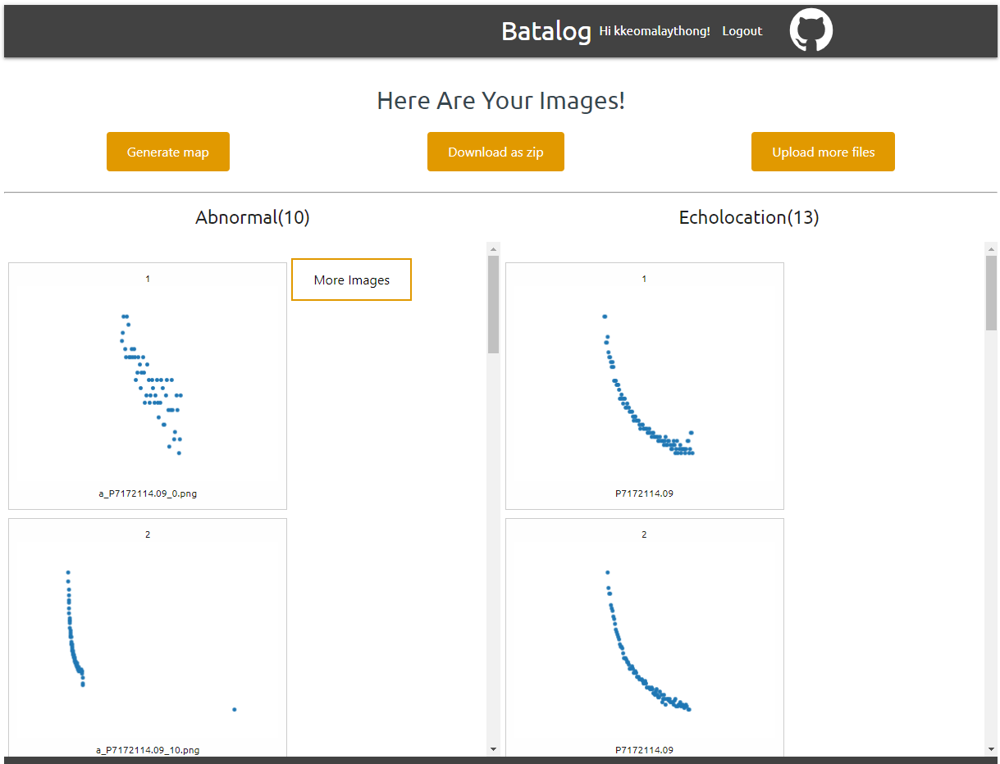 Batalog Hi kkeomalaythong! Logout
Here Are Your Images!
Generate map
Download as zip
Upload more files
Abnormal(10)
1
More Images
a_P7172114.09_0.png
2
a_P7172114.09_10.png
Echolocation(13)
1
P7172114.09
2
P7172114.09